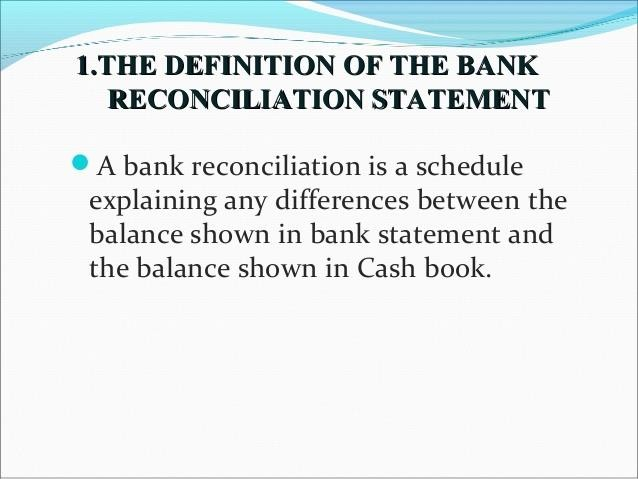 1.THE DEFINITION OF THE BANK
RECONCILIATION STATEMENT
A bank reconciliation is a schedule
explaining any differences between the
balance shown in bank statement and
the balance shown in Cash book.